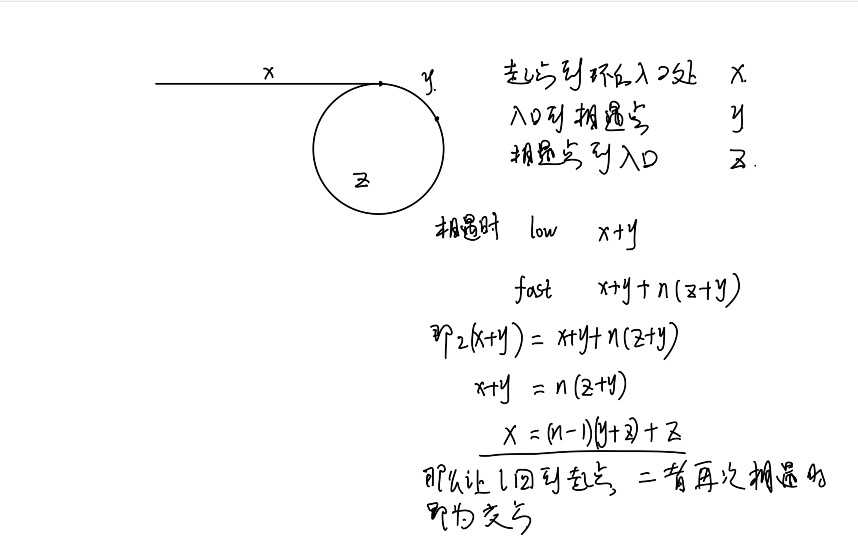 x
y.
z
起点到环的入口处 x.
入口到相遇点 y
相遇点到入口 z.
相遇时 low x+y
fast x+y+n(z+y)
即2(x+y)=x+y+n(z+y)
x+y=n(z+y)
x=(n-1)(y+z)+z
那么让l回到起点,二者再次相遇时
即为交点